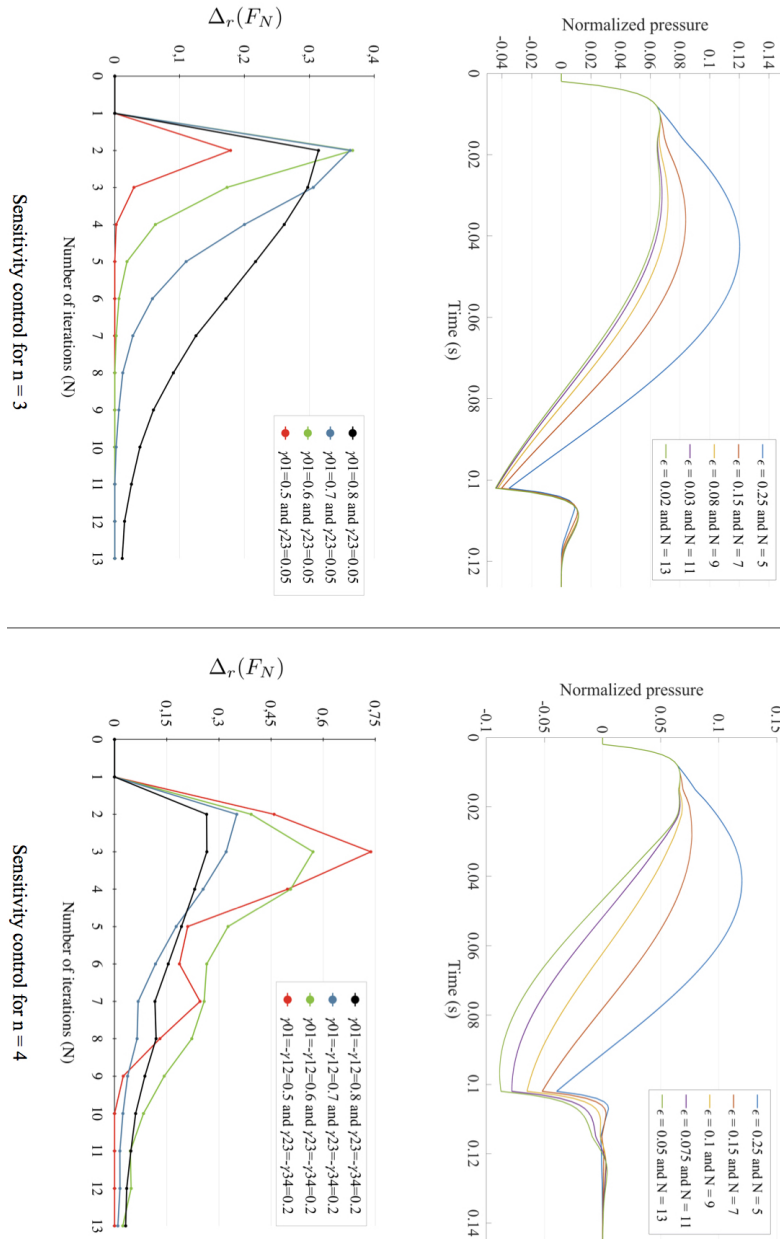 Normalized pressure
0.14
0.12
0.1
0.08
0.06
0.04
0.02
0
-0.02
-0.04
0
0.02
0.04
0.06
0.08
0.1
0.12
Time (s)
ϵ = 0.25 and N = 5
ϵ = 0.15 and N = 7
ϵ = 0.08 and N = 9
ϵ = 0.03 and N = 11
ϵ = 0.02 and N = 13
Δr(FN)
0,4
0,3
0,2
0,1
0
0
1
2
3
4
5
6
7
8
9
10
11
12
13
Number of iterations (N)
γ01=0.8 and γ23=0.05
γ01=0.7 and γ23=0.05
γ01=0.6 and γ23=0.05
γ01=0.5 and γ23=0.05
Sensitivity control for n = 3
Normalized pressure
0.15
0.1
0.05
0
-0.05
-0.1
0
0.02
0.04
0.06
0.08
0.1
0.12
0.14
Time (s)
ϵ = 0.25 and N = 5
ϵ = 0.15 and N = 7
ϵ = 0.1 and N = 9
ϵ = 0.075 and N = 11
ϵ = 0.05 and N = 13
Δr(FN)
0,75
0,6
0,45
0,3
0,15
0
0
1
2
3
4
5
6
7
8
9
10
11
12
13
Number of iterations (N)
γ01=-γ12=0.8 and γ23=-γ34=0.2
γ01=-γ12=0.7 and γ23=-γ34=0.2
γ01=-γ12=0.6 and γ23=-γ34=0.2
γ01=-γ12=0.5 and γ23=-γ34=0.2
Sensitivity control for n = 4